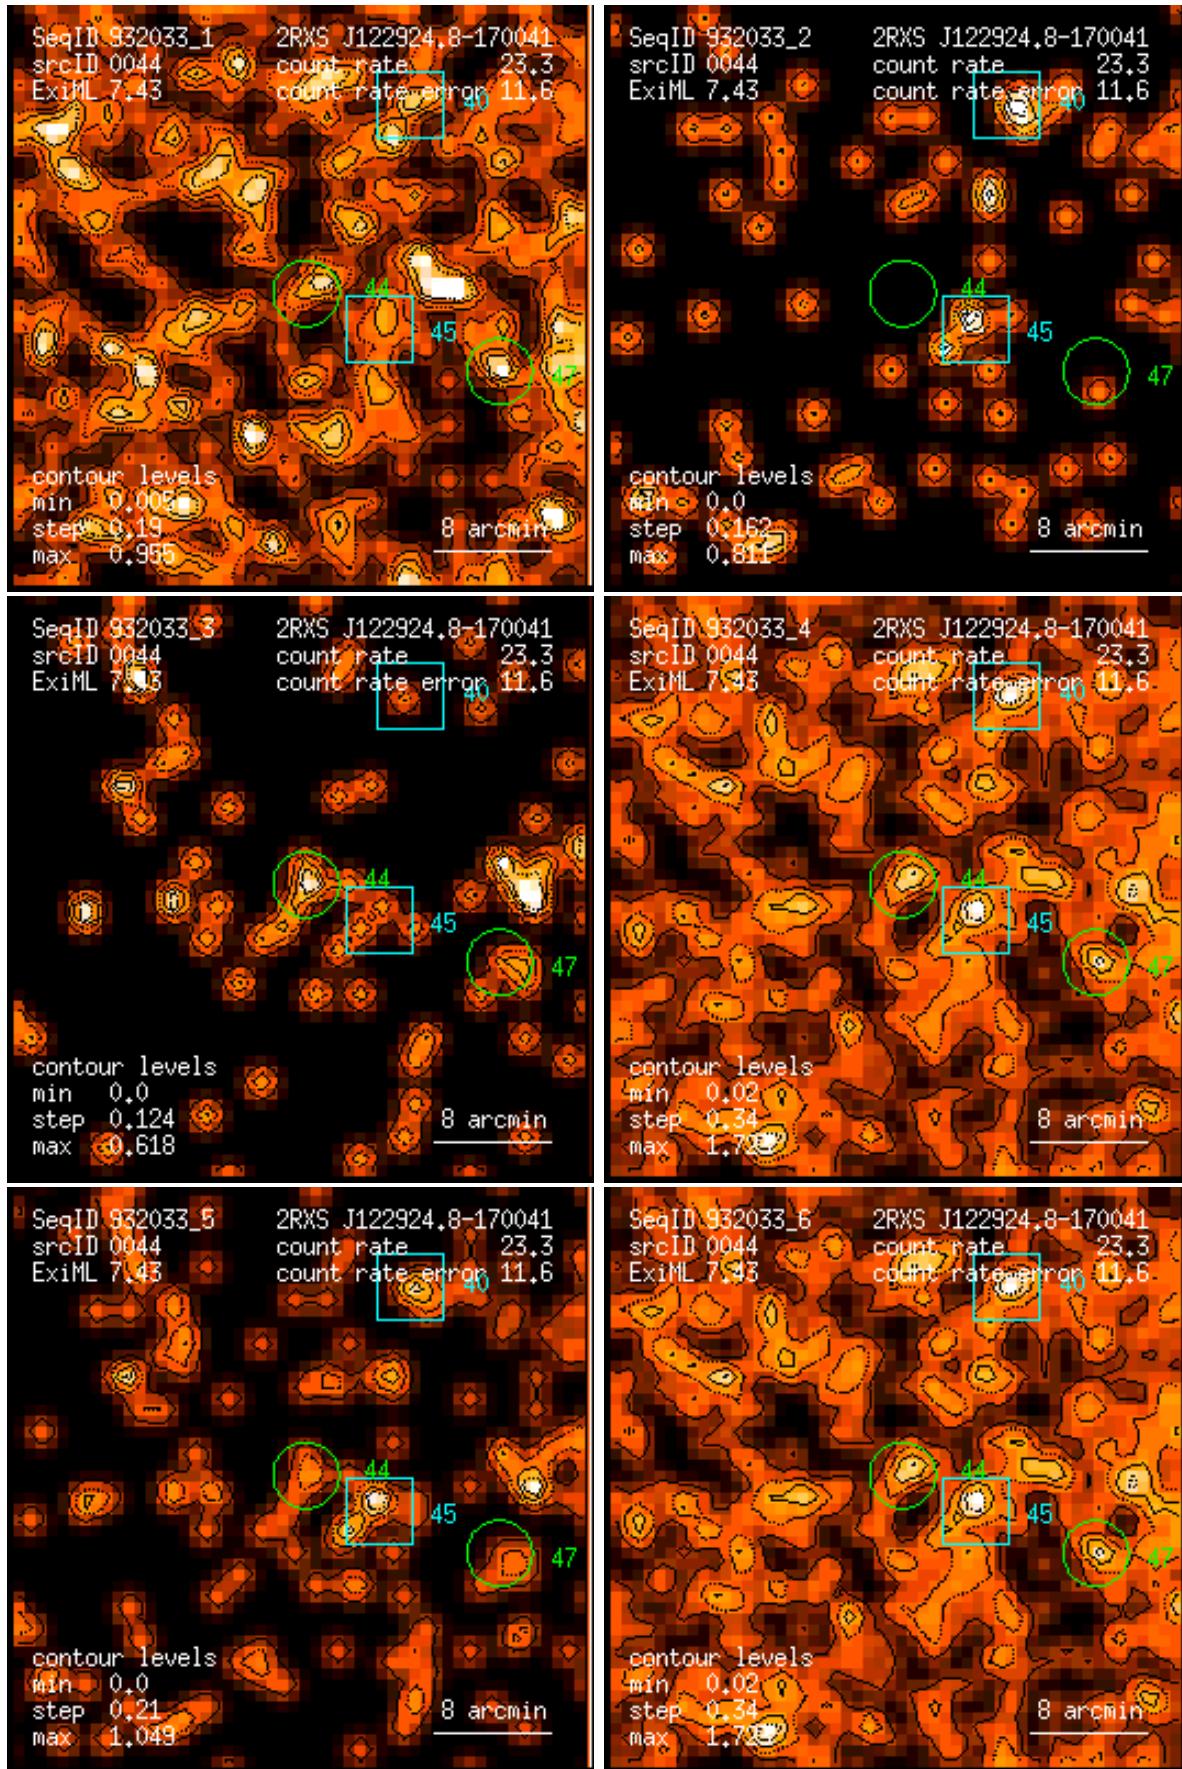 SeqID 932033_1 2RXS J122924.8-170041
srcID 0044 count rate 23.3
ExiML 7.43 count rate error 11.6
40
44
45
47
contour levels
min 0.005
step 0.19
max 0.955
8 arcmin
SeqID 932033_2 2RXS J122924.8-170041
srcID 0044 count rate 23.3
ExiML 7.43 count rate error 11.6
40
44
45
47
contour levels
min 0.0
step 0.162
max 0.811
8 arcmin
SeqID 932033_3 2RXS J122924.8-170041
srcID 0044 count rate 23.3
ExiML 7.43 count rate error 11.6
40
44
45
47
contour levels
min 0.0
step 0.124
max 0.618
8 arcmin
SeqID 932033_4 2RXS J122924.8-170041
srcID 0044 count rate 23.3
ExiML 7.43 count rate error 11.6
40
44
45
47
contour levels
min 0.02
step 0.34
max
8 arcmin
SeqID 932033_5 2RXS J122924.8-170041
srcID 0044 count rate 23.3
ExiML 7.43 count rate error 11.6
40
44
45
47
contour levels
min 0.0
step 0.21
max 1.049
8 arcmin
SeqID 932033_6 2RXS J122924.8-170041
srcID 0044 count rate 23.3
ExiML 7.43 count rate error 11.6
40
44
45
47
contour levels
min 0.02
step 0.34
max
8 arcmin